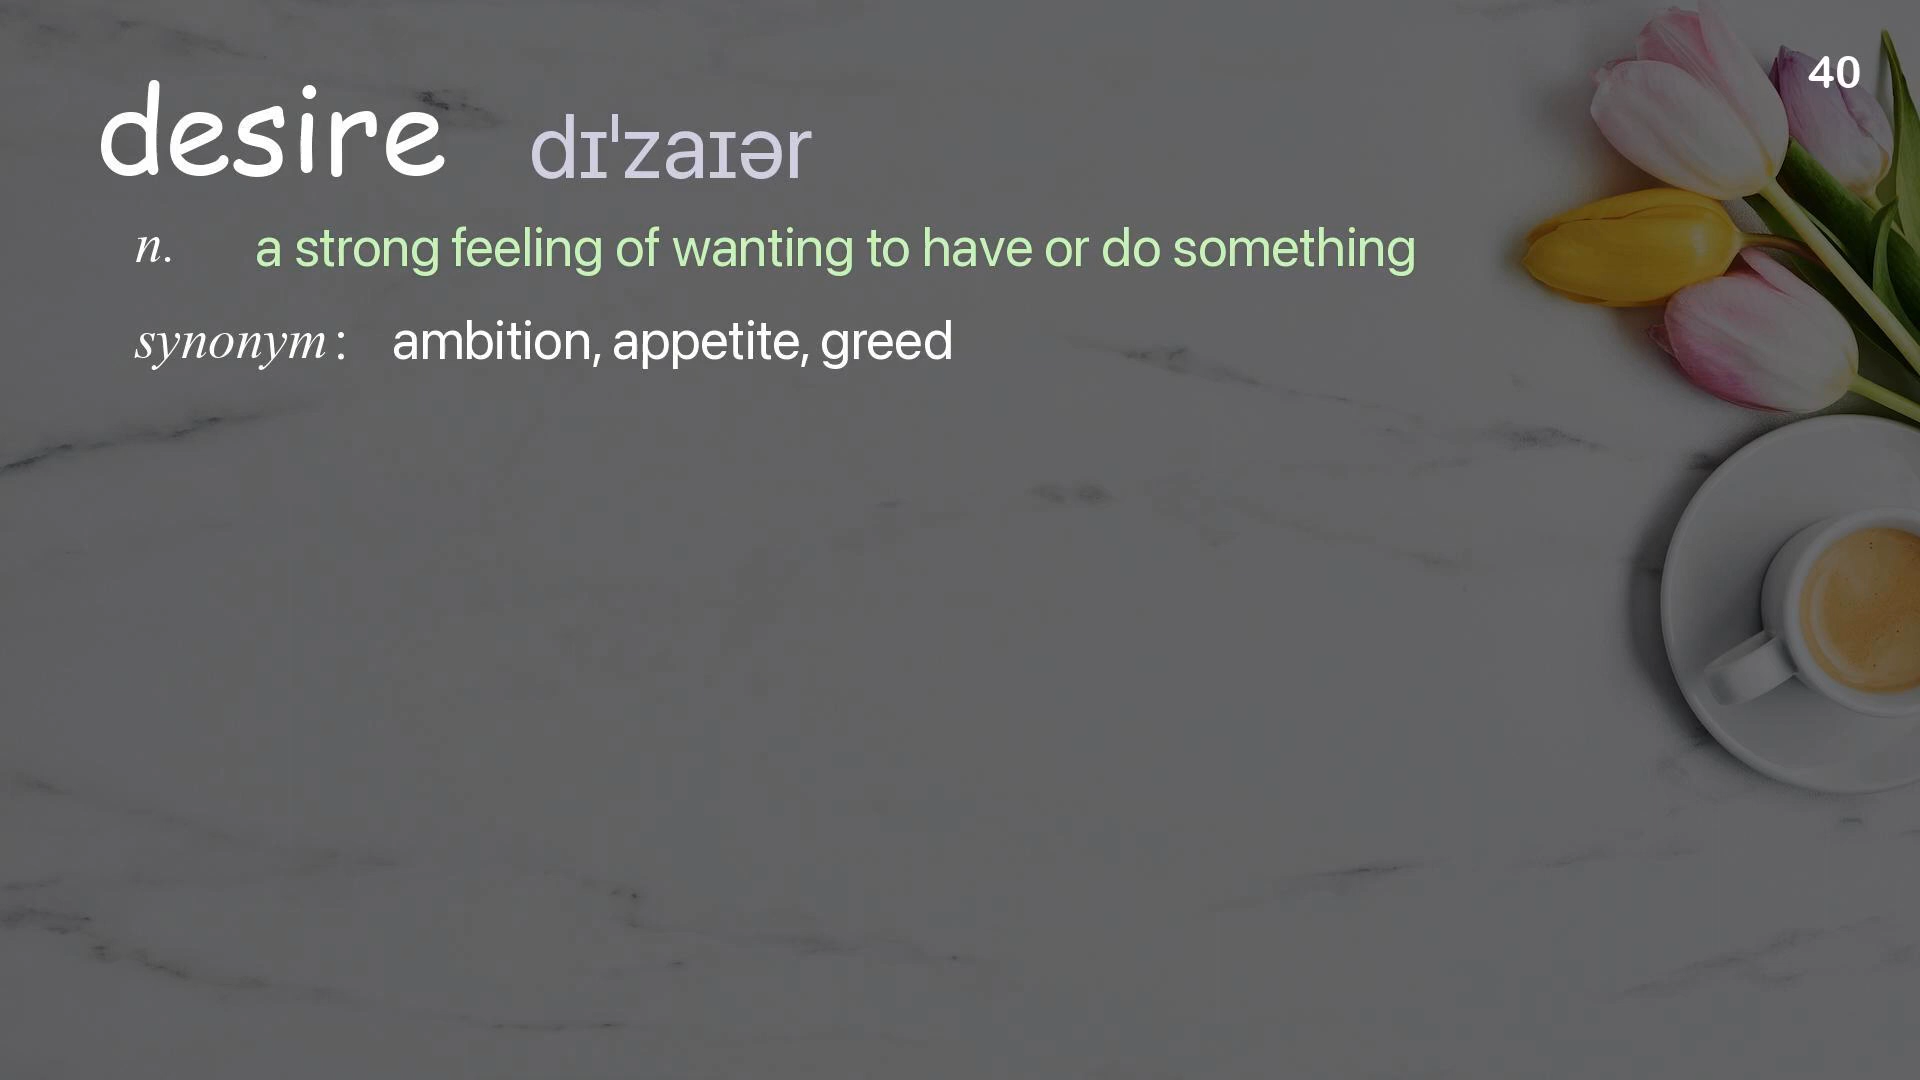 40
desire dɪˈzaɪər
n. a strong feeling of wanting to have or do something
synonym: ambition, appetite, greed